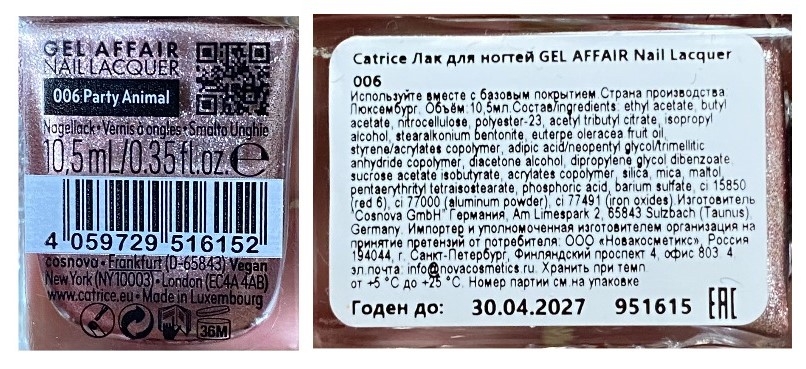 GEL AFFAIR
NAIL LACQUER
006 Party Animal
Nagellack • Vernis à ongles • Smalto Unghie
10,5 mL/0.35 fl.oz. ℮
4 059729 516152
cosnova • Frankfurt (D-65843) Vegan
New York (NY10003) • London (EC4A 4AB)
www.catrice.eu • Made in Luxembourg
36M
Catrice Лак для ногтей GEL AFFAIR Nail Lacquer
006
Используйте вместе с базовым покрытием.Страна производства:
Люксембург. Объём: 10,5мл.Состав/ingredients: ethyl acetate, butyl
acetate, nitrocellulose, polyester-23, acetyl tributyl citrate, isopropyl
alcohol, stearalkonium bentonite, euterpe oleracea fruit oil,
styrene/acrylates copolymer, adipic acid/neopentyl glycol/trimellitic
anhydride copolymer, diacetone alcohol, dipropylene glycol dibenzoate,
sucrose acetate isobutyrate, acrylates copolymer, silica, mica, maltol,
pentaerythrityl tetraisostearate, phosphoric acid, barium sulfate, ci 15850
(red 6), ci 77000 (aluminum powder), ci 77491 (iron oxides).Изготовитель:
"Cosnova GmbH" Германия, Am Limespark 2, 65843 Sulzbach (Taunus),
Germany. Импортер и уполномоченная изготовителем организация на
принятие претензий от потребителя: ООО «Новакосметикс», Россия
194044, г. Санкт-Петербург, Финляндский проспект 4, офис 803. 4
эл.почта: info@novacosmetics.ru. Хранить при темп.
от +5 °C до +25 °C. Номер партии см.на упаковке
Годен до: 30.04.2027 951615 EAC